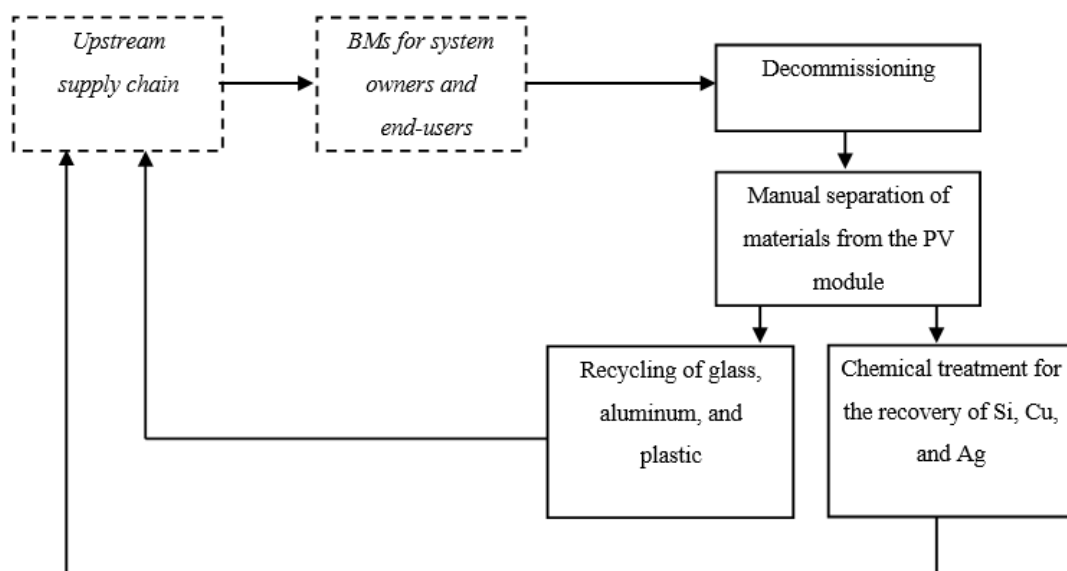 Upstream
supply chain
BMs for system
owners and
end-users
Decommissioning
Manual separation of
materials from the PV
module
Recycling of glass,
aluminum, and
plastic
Chemical treatment for
the recovery of Si, Cu,
and Ag